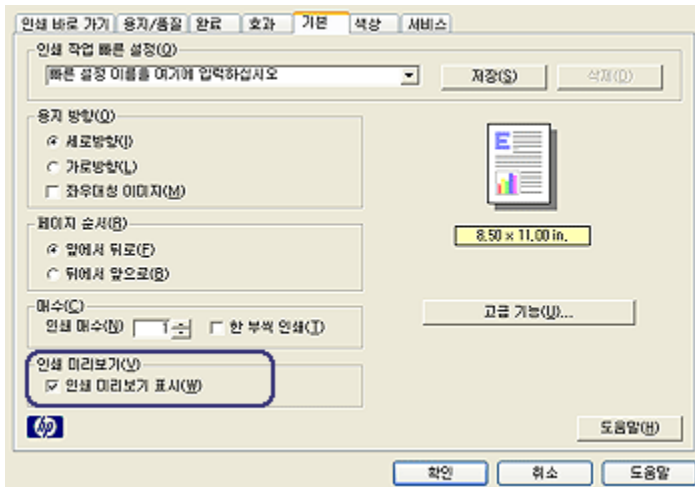 인쇄 바로 가기 용지/품질 완료 효과 기본 색상 서비스
인쇄 작업 빠른 설정(O)
빠른 설정 이름을 여기에 입력하십시오
저장(S) 삭제(D)
용지 방향(O)
세로방향(I)
가로방향(L)
좌우대칭 이미지(M)
E
8.50 × 11.00 in.
페이지 순서(R)
앞에서 뒤로(F)
뒤에서 앞으로(B)
매수(C)
인쇄 매수(N) 1 한 부씩 인쇄(T)
고급 기능(U)...
인쇄 미리보기(V)
인쇄 미리보기 표시(W)
hp
도움말(H)
확인 취소 도움말